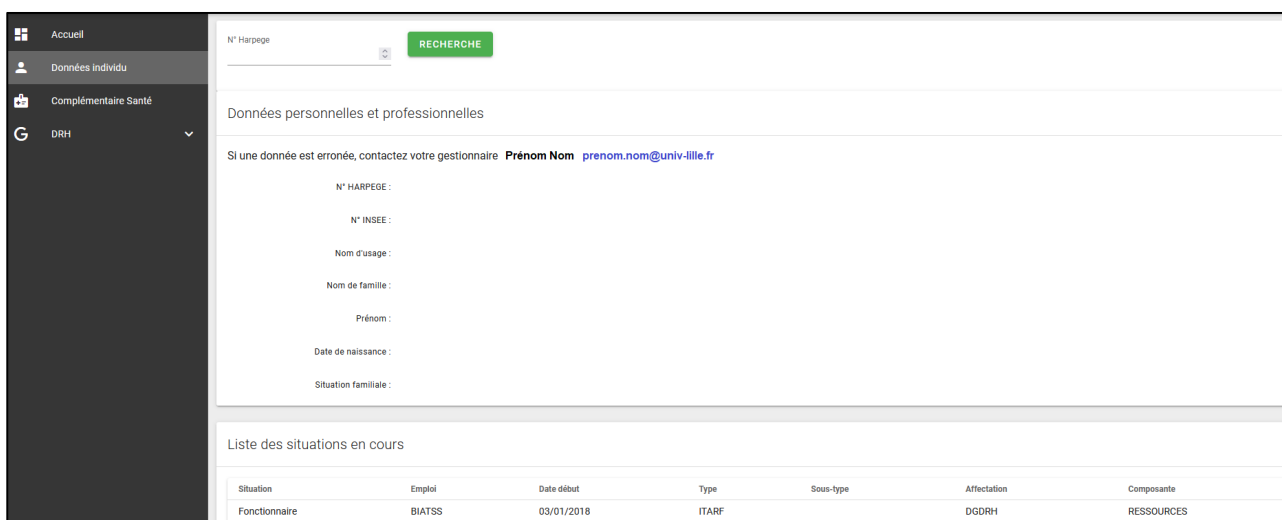 Accueil
Données individu
Complémentaire Santé
G DRH
N° Harpege
RECHERCHE
Données personnelles et professionnelles
Si une donnée est erronée, contactez votre gestionnaire Prénom Nom prenom.nom@univ-lille.fr
N° HARPEGE :
N° INSEE :
Nom d'usage :
Nom de famille :
Prénom :
Date de naissance :
Situation familiale :
Liste des situations en cours
Situation Emploi Date début Type Sous-type Affectation Composante
Fonctionnaire BIATSS 03/01/2018 ITARF DGDRH RESSOURCES